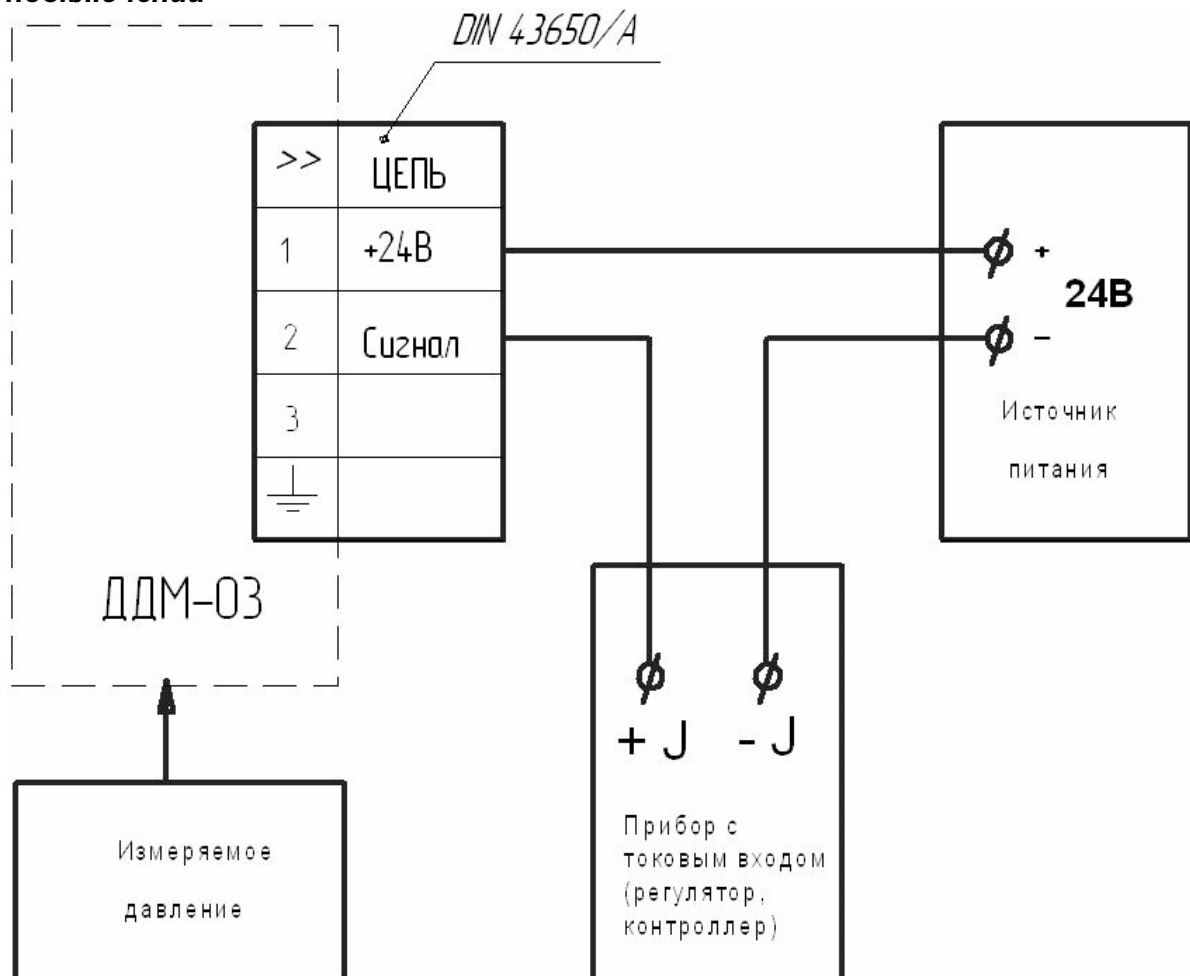 DIN 43650/А
>> ЦЕПЬ
1 +24В
2 Сигнал
3
+
24В
–
Источник
питания
ДДМ-03
+ J - J
Измеряемое
давление
Прибор с
токовым входом
(регулятор,
контроллер)